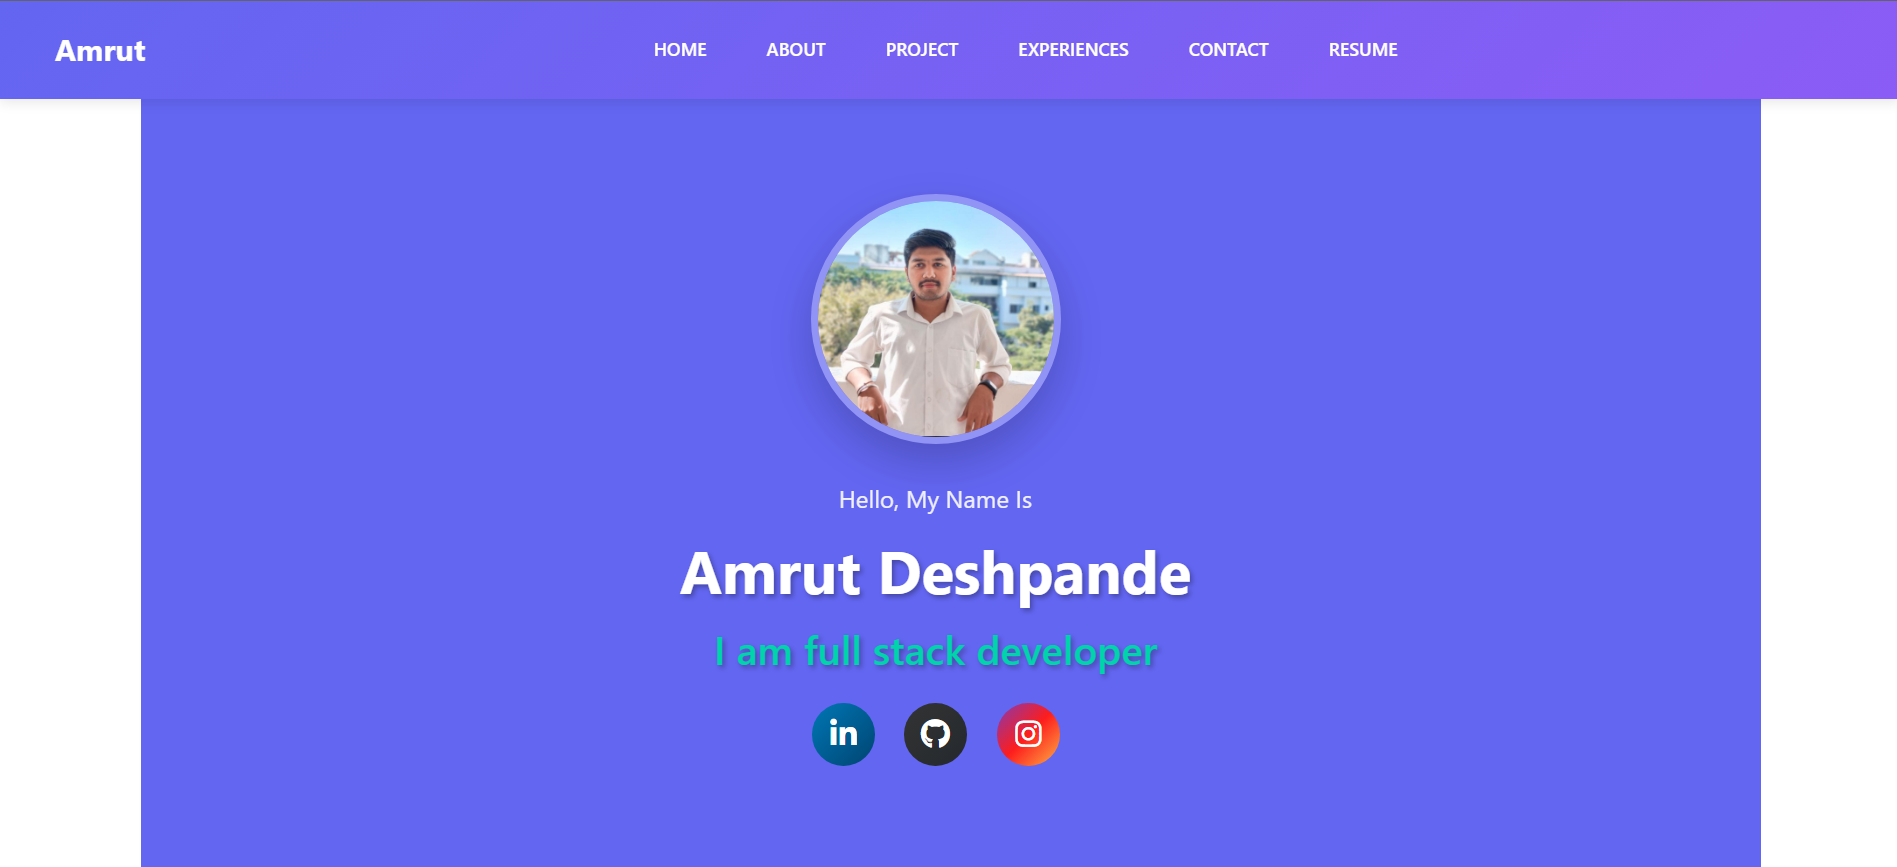 Amrut
HOME ABOUT PROJECT EXPERIENCES CONTACT RESUME
Hello, My Name Is
Amrut Deshpande
I am full stack developer
in